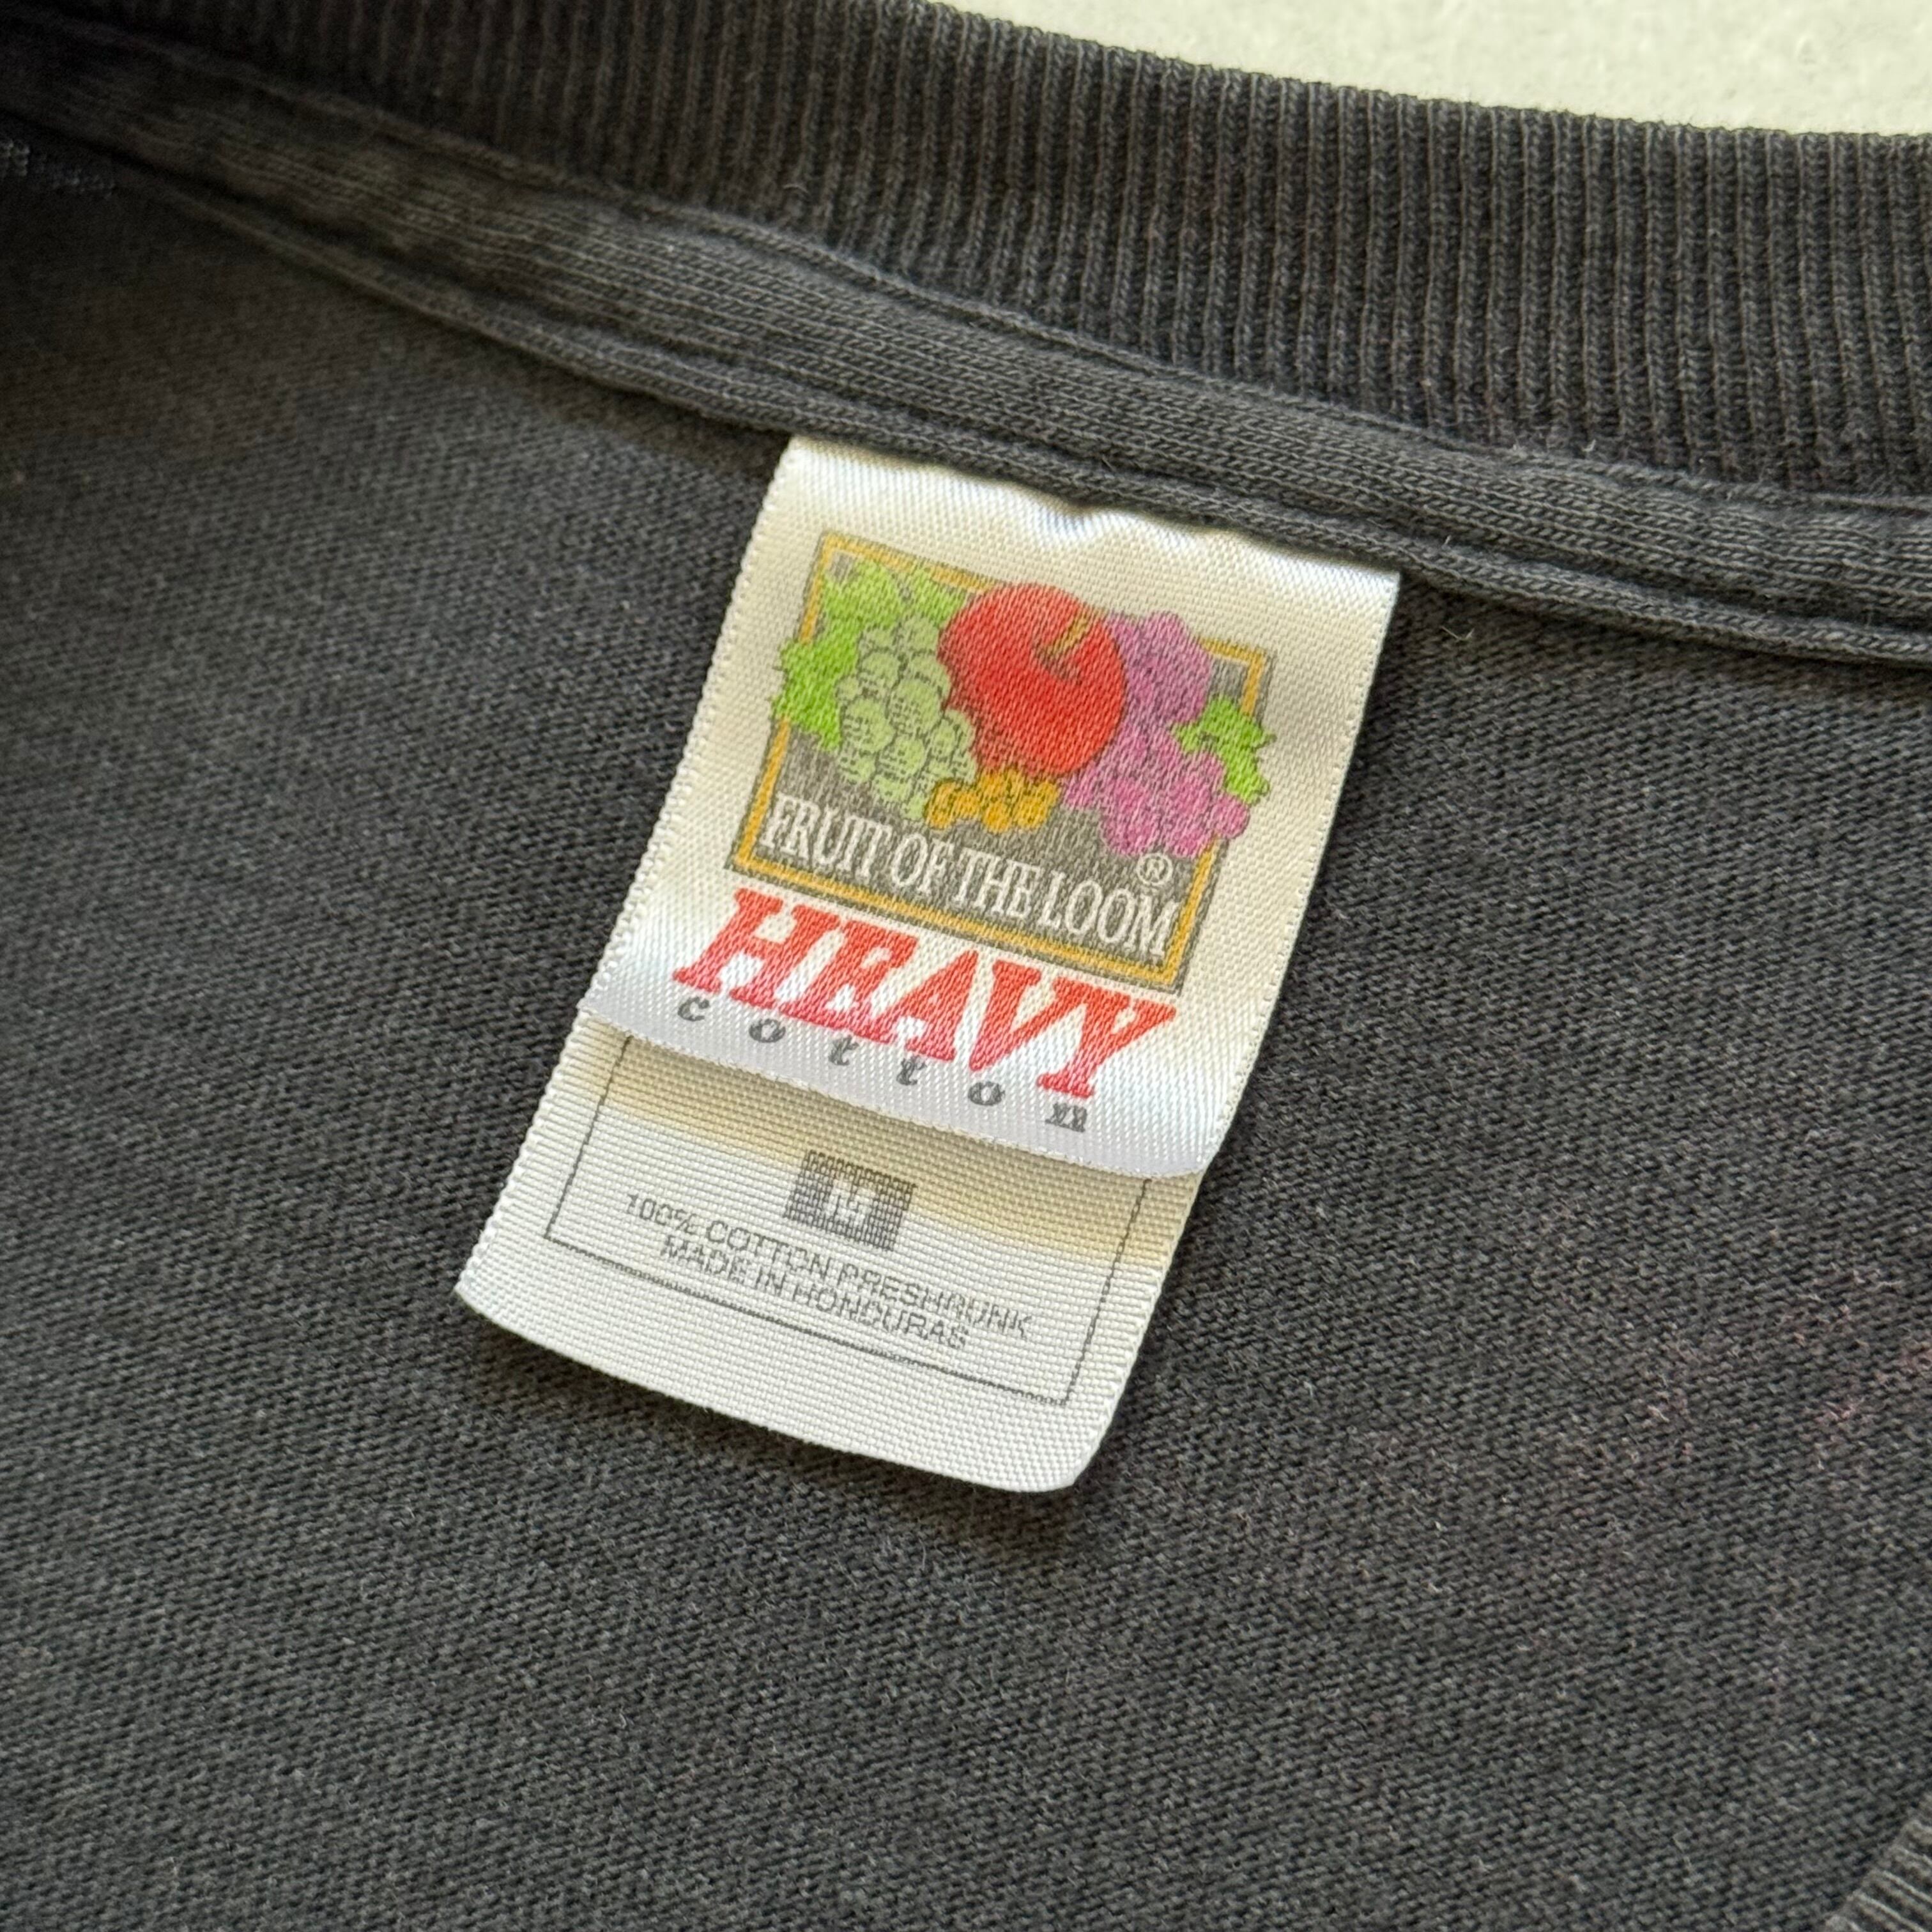 FRUIT OF THE LOOM®
HEAVY
cotton
M
100% COTTON PRESHRUNK
MADE IN HONDURAS